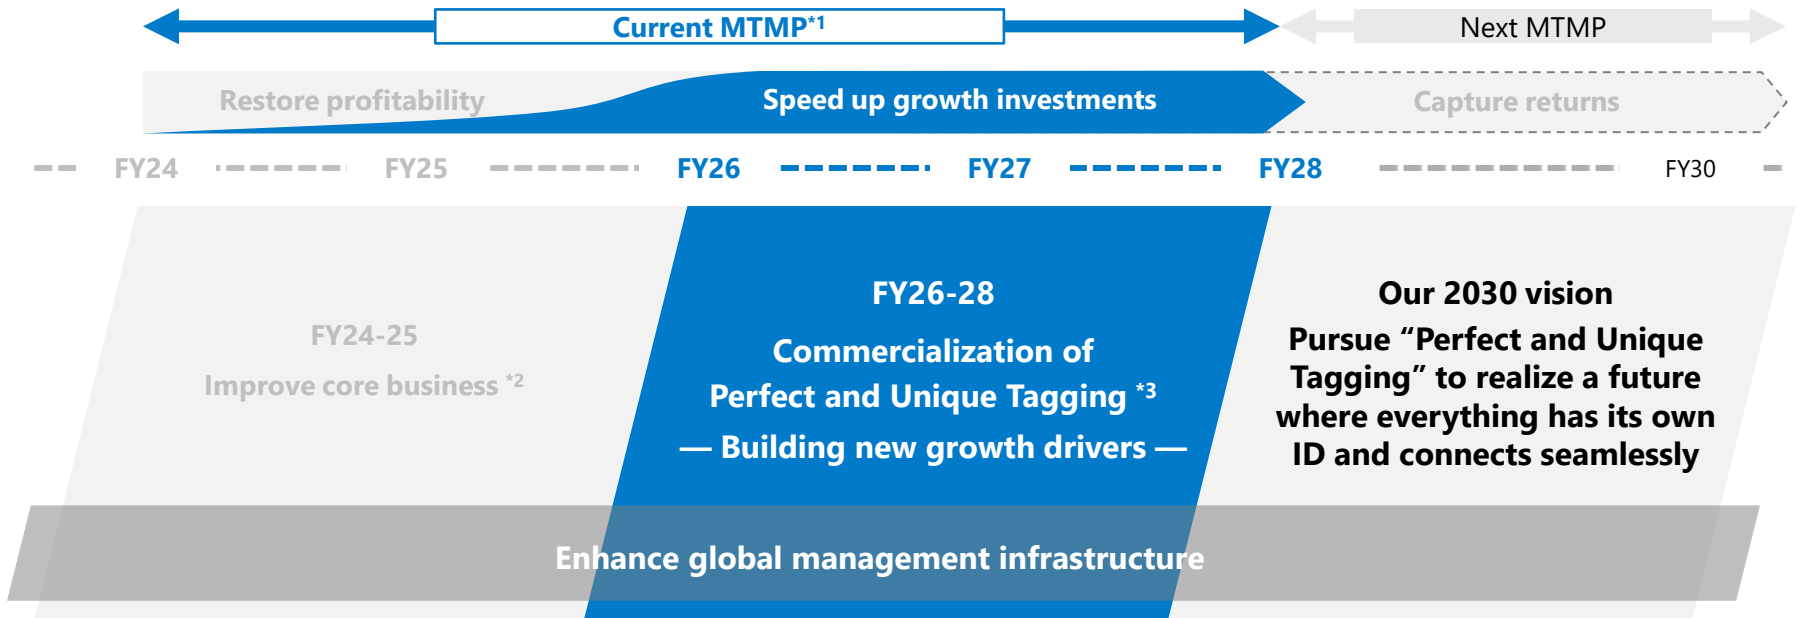 Current MTMP*1
Next MTMP
Restore profitability
Speed up growth investments
Capture returns
FY24
FY25
FY26
FY27
FY28
FY30
FY24-25
Improve core business *2
FY26-28
Commercialization of
Perfect and Unique Tagging *3
— Building new growth drivers —
Our 2030 vision
Pursue “Perfect and Unique
Tagging” to realize a future
where everything has its own
ID and connects seamlessly
Enhance global management infrastructure